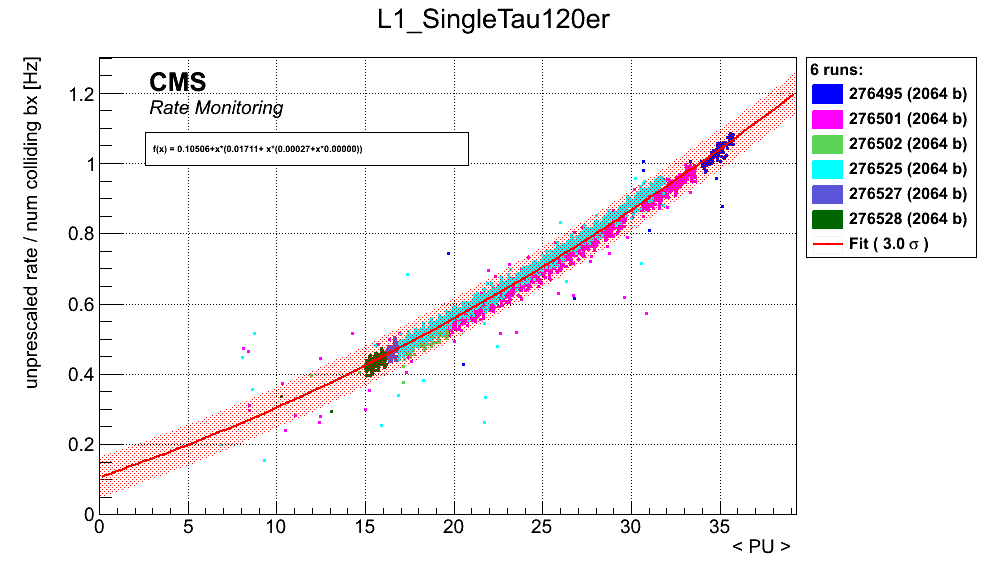 L1_SingleTau120er
unprescaled rate / num colliding bx [Hz]
CMS
Rate Monitoring
f(x) = 0.10506+x*(0.01711+ x*(0.00027+x*0.00000))
1.2
1
0.8
0.6
0.4
0.2
0
0 5 10 15 20 25 30 35
< PU >
6 runs:
276495 (2064 b)
276501 (2064 b)
276502 (2064 b)
276525 (2064 b)
276527 (2064 b)
276528 (2064 b)
Fit ( 3.0 σ )